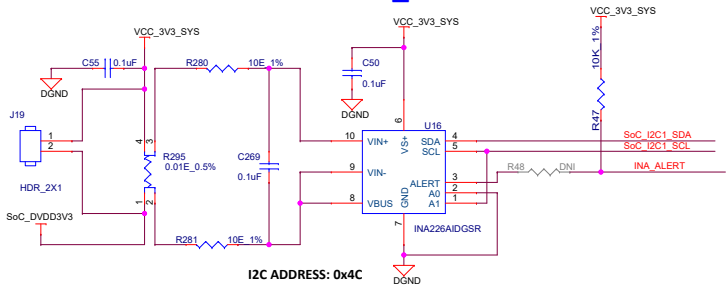 VCC_3V3_SYS
VCC_3V3_SYS
VCC_3V3_SYS
C55
0.1uF
DGND
R280
10E_1%
C50
0.1uF
DGND
10K_1%
R47
J19
1
2
HDR_2X1
4
3
R295
0.01E_0.5%
1
2
C269
0.1uF
U16
6
VS+
10
VIN+
9
VIN-
8
VBUS
SDA
4
SCL
5
ALERT
3
A0
2
A1
1
GND
7
INA226AIDGSR
SoC_I2C1_SDA
SoC_I2C1_SCL
R48
DNI
INA_ALERT
SoC_DVDD3V3
R281
10E_1%
I2C ADDRESS: 0x4C
DGND